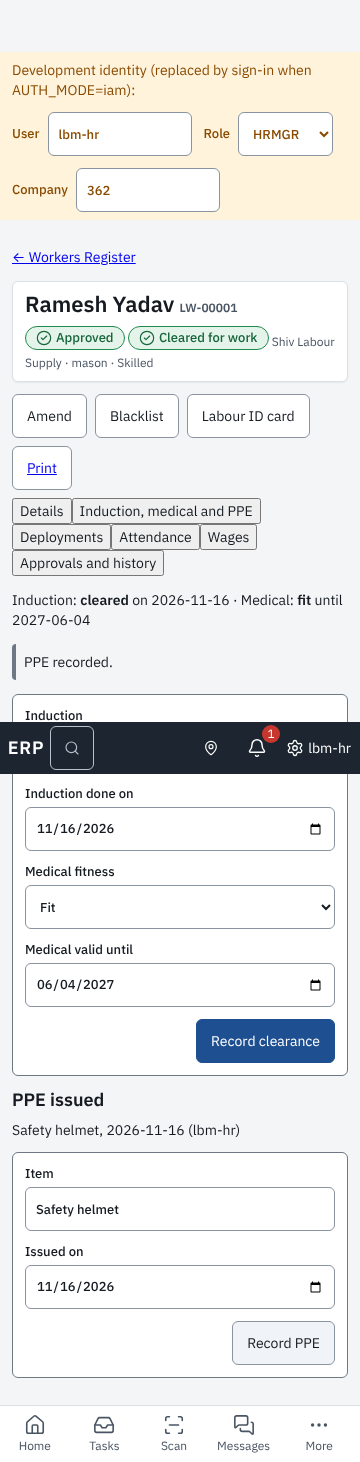 Development identity (replaced by sign-in when
AUTH_MODE=iam):
User lbm-hr Role HRMGR
Company 362
← Workers Register
Ramesh Yadav LW-00001
Approved Cleared for work Shiv Labour
Supply · mason · Skilled
Amend Blacklist Labour ID card
Print
Details Induction, medical and PPE
Deployments Attendance Wages
Approvals and history
Induction: cleared on 2026-11-16 · Medical: fit until
2027-06-04
PPE recorded.
Induction
ERP 1 lbm-hr
Induction done on
11/16/2026
Medical fitness
Fit
Medical valid until
06/04/2027
Record clearance
PPE issued
Safety helmet, 2026-11-16 (lbm-hr)
Item
Safety helmet
Issued on
11/16/2026
Record PPE
Home Tasks Scan Messages More